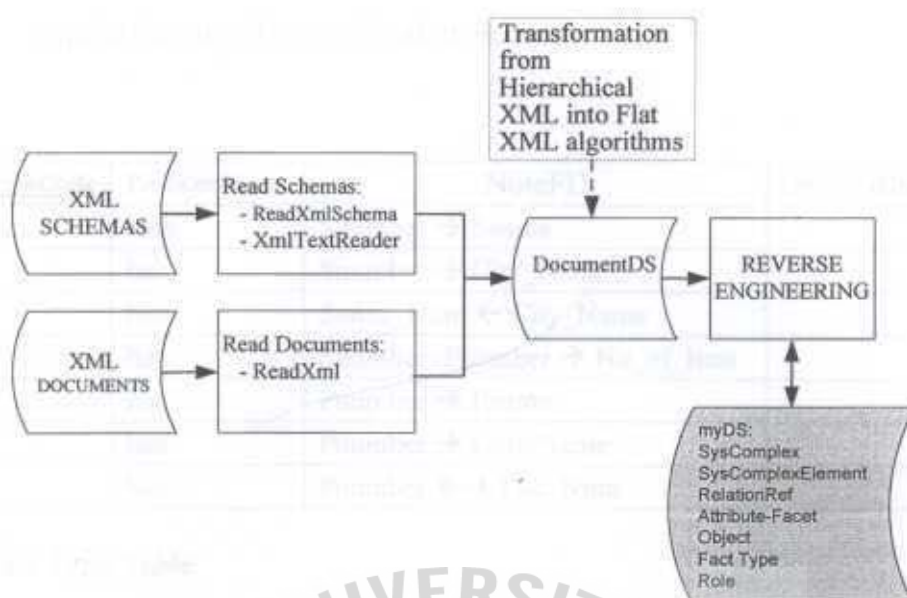 Transformation
from
Hierarchical
XML into Flat
XML algorithms
XML
SCHEMAS
Read Schemas:
- ReadXmlSchema
- XmlTextReader
DocumentDS
REVERSE
ENGINEERING
XML
DOCUMENTS
Read Documents:
- ReadXml
myDS:
SysComplex
SysComplexElement
RelationRef
Attribute-Facet
Object
Fact Type
Role